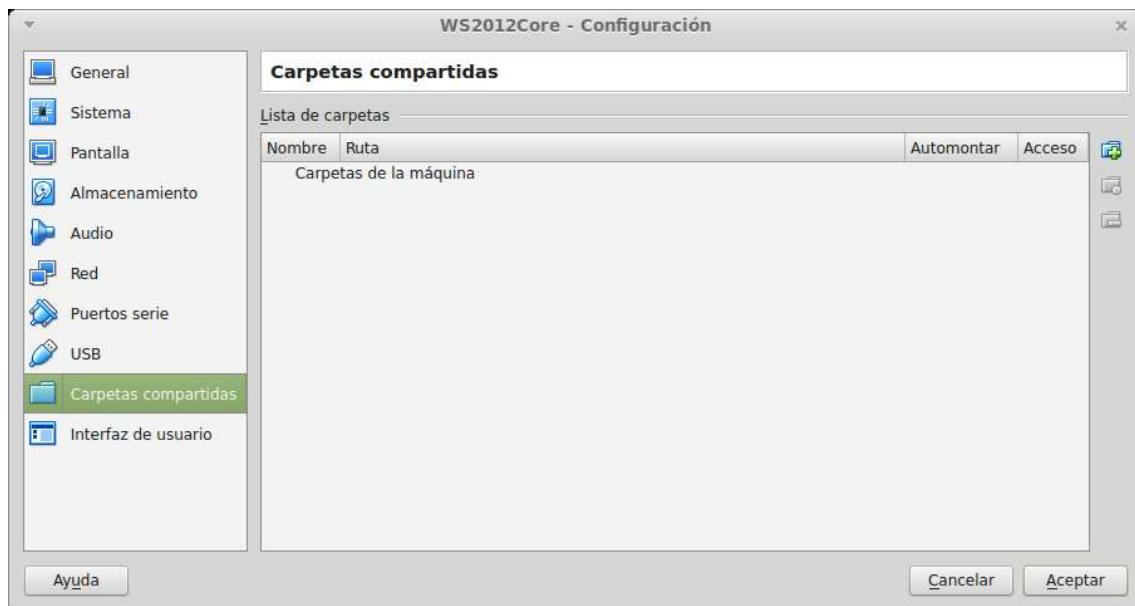 WS2012Core - Configuración
General
Sistema
Pantalla
Almacenamiento
Audio
Red
Puertos serie
USB
Carpetas compartidas
Interfaz de usuario
Carpetas compartidas
Lista de carpetas
Nombre Ruta Automontar Acceso
Carpetas de la máquina
Ayuda Cancelar Aceptar